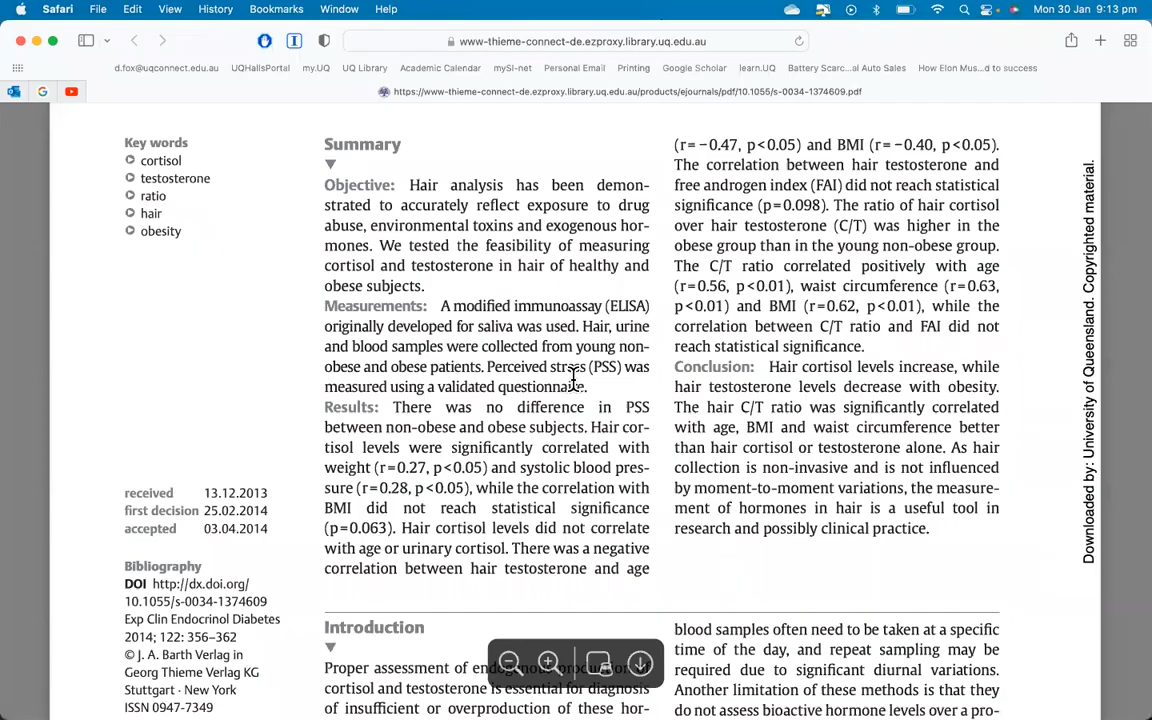 Safari File Edit View History Bookmarks Window Help Mon 30 Jan 9:13 pm
www-thieme-connect-de.ezproxy.library.uq.edu.au
d.fox@uqconnect.edu.au UQHallsPortal my.UQ UQ Library Academic Calendar mySI-net Personal Email Printing Google Scholar learn.UQ Battery Scarc...al Auto Sales How Elon Mus...d to success
https://www-thieme-connect-de.ezproxy.library.uq.edu.au/products/ejournals/pdf/10.1055/s-0034-1374609.pdf
Key words
cortisol
testosterone
ratio
hair
obesity
received 13.12.2013
first decision 25.02.2014
accepted 03.04.2014
Bibliography
DOI http://dx.doi.org/
10.1055/s-0034-1374609
Exp Clin Endocrinol Diabetes
2014; 122: 356–362
© J. A. Barth Verlag in
Georg Thieme Verlag KG
Stuttgart · New York
ISSN 0947-7349
Summary
Objective: Hair analysis has been demon-
strated to accurately reflect exposure to drug
abuse, environmental toxins and exogenous hor-
mones. We tested the feasibility of measuring
cortisol and testosterone in hair of healthy and
obese subjects.
Measurements: A modified immunoassay (ELISA)
originally developed for saliva was used. Hair, urine
and blood samples were collected from young non-
obese and obese patients. Perceived stress (PSS) was
measured using a validated questionnaire.
Results: There was no difference in PSS
between non-obese and obese subjects. Hair cor-
tisol levels were significantly correlated with
weight (r=0.27, p<0.05) and systolic blood pres-
sure (r=0.28, p<0.05), while the correlation with
BMI did not reach statistical significance
(p=0.063). Hair cortisol levels did not correlate
with age or urinary cortisol. There was a negative
correlation between hair testosterone and age
(r=−0.47, p<0.05) and BMI (r=−0.40, p<0.05).
The correlation between hair testosterone and
free androgen index (FAI) did not reach statistical
significance (p=0.098). The ratio of hair cortisol
over hair testosterone (C/T) was higher in the
obese group than in the young non-obese group.
The C/T ratio correlated positively with age
(r=0.56, p<0.01), waist circumference (r=0.63,
p<0.01) and BMI (r=0.62, p<0.01), while the
correlation between C/T ratio and FAI did not
reach statistical significance.
Conclusion: Hair cortisol levels increase, while
hair testosterone levels decrease with obesity.
The hair C/T ratio was significantly correlated
with age, BMI and waist circumference better
than hair cortisol or testosterone alone. As hair
collection is non-invasive and is not influenced
by moment-to-moment variations, the measure-
ment of hormones in hair is a useful tool in
research and possibly clinical practice.
Introduction
Proper assessment of endogenous production of
cortisol and testosterone is essential for diagnosis
of insufficient or overproduction of these hor-
blood samples often need to be taken at a specific
time of the day, and repeat sampling may be
required due to significant diurnal variations.
Another limitation of these methods is that they
do not assess bioactive hormone levels over a pro-
Downloaded by: University of Queensland. Copyrighted material.